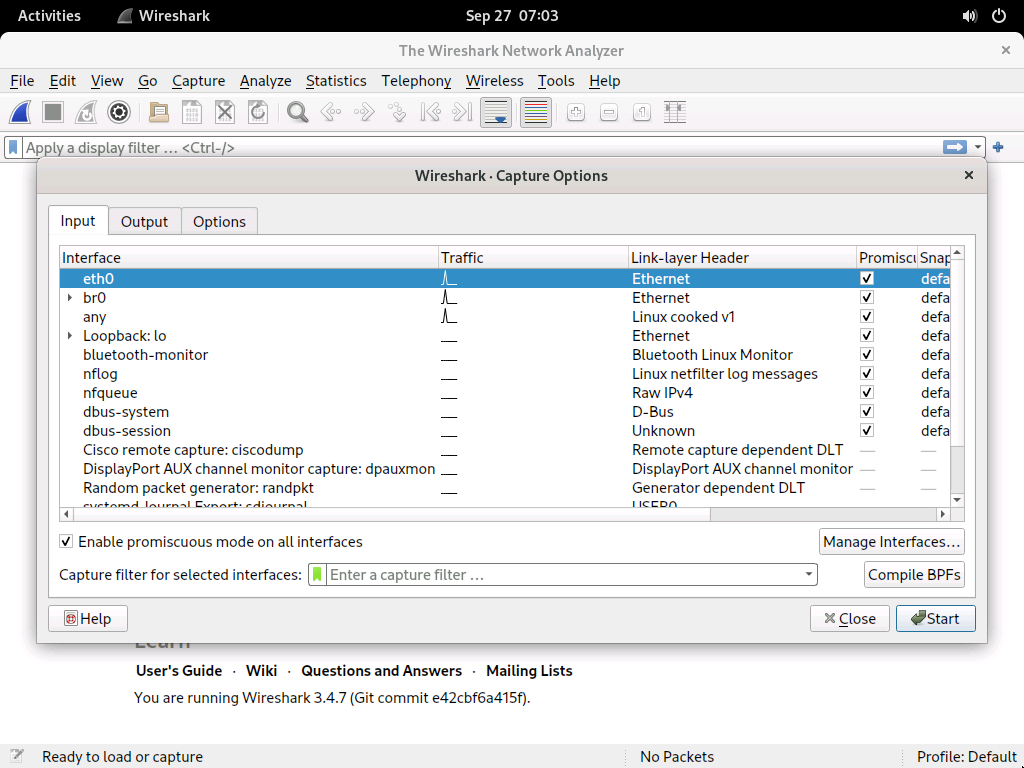 Activities Wireshark Sep 27 07:03
The Wireshark Network Analyzer
File Edit View Go Capture Analyze Statistics Telephony Wireless Tools Help
Apply a display filter … <Ctrl-/>
Wireshark · Capture Options
Input Output Options
Interface Traffic Link-layer Header Promiscu Snap
eth0 Ethernet defa
br0 Ethernet defa
any Linux cooked v1 defa
Loopback: lo Ethernet defa
bluetooth-monitor Bluetooth Linux Monitor defa
nflog Linux netfilter log messages defa
nfqueue Raw IPv4 defa
dbus-system D-Bus defa
dbus-session Unknown defa
Cisco remote capture: ciscodump Remote capture dependent DLT —
DisplayPort AUX channel monitor capture: dpauxmon DisplayPort AUX channel monitor —
Random packet generator: randpkt Generator dependent DLT —
systemd Journal Export: sdjournal USER0
Enable promiscuous mode on all interfaces Manage Interfaces…
Capture filter for selected interfaces: Enter a capture filter … Compile BPFs
Help Close Start
Learn
User's Guide · Wiki · Questions and Answers · Mailing Lists
You are running Wireshark 3.4.7 (Git commit e42cbf6a415f).
Ready to load or capture No Packets Profile: Default